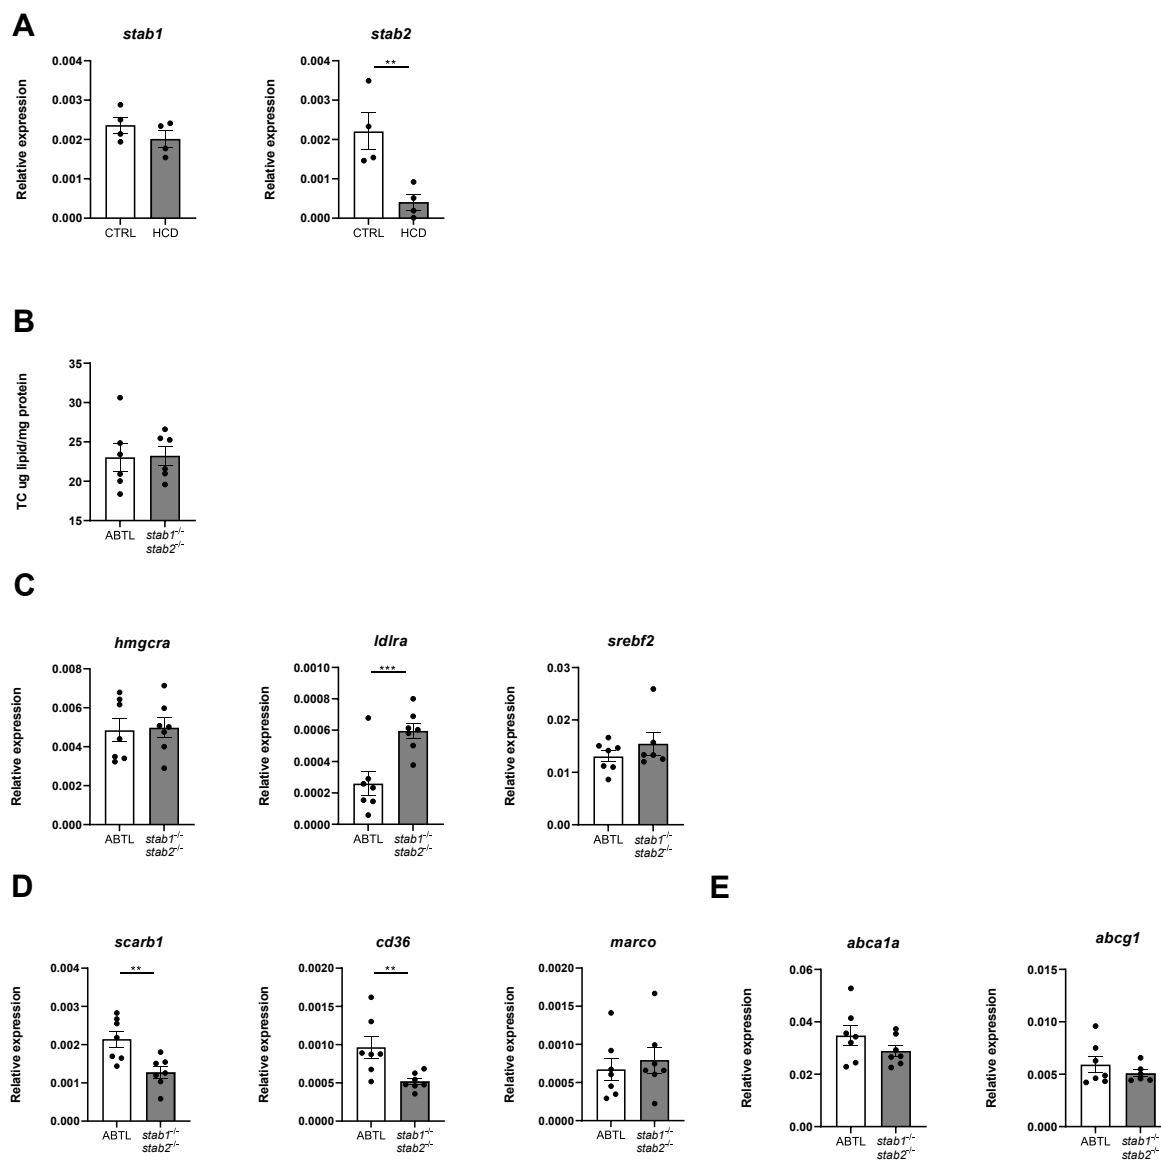 A
stab1
stab2
0.004
0.003
0.002
0.001
0.000
Relative expression
CTRL
HCD
0.004
0.003
0.002
0.001
0.000
Relative expression
**
CTRL
HCD
B
35
30
25
20
15
TC ug lipid/mg protein
ABTL
stab1-/-
stab2-/-
C
hmgcra
0.008
0.006
0.004
0.002
0.000
Relative expression
ABTL
stab1-/-
stab2-/-
ldlra
0.0010
0.0008
0.0006
0.0004
0.0002
0.0000
Relative expression
***
ABTL
stab1-/-
stab2-/-
srebf2
0.03
0.02
0.01
0.00
Relative expression
ABTL
stab1-/-
stab2-/-
D
scarb1
0.004
0.003
0.002
0.001
0.000
Relative expression
**
ABTL
stab1-/-
stab2-/-
cd36
0.0020
0.0015
0.0010
0.0005
0.0000
Relative expression
**
ABTL
stab1-/-
stab2-/-
marco
0.0020
0.0015
0.0010
0.0005
0.0000
Relative expression
ABTL
stab1-/-
stab2-/-
E
abca1a
0.06
0.04
0.02
0.00
Relative expression
ABTL
stab1-/-
stab2-/-
abcg1
0.015
0.010
0.005
0.000
Relative expression
ABTL
stab1-/-
stab2-/-